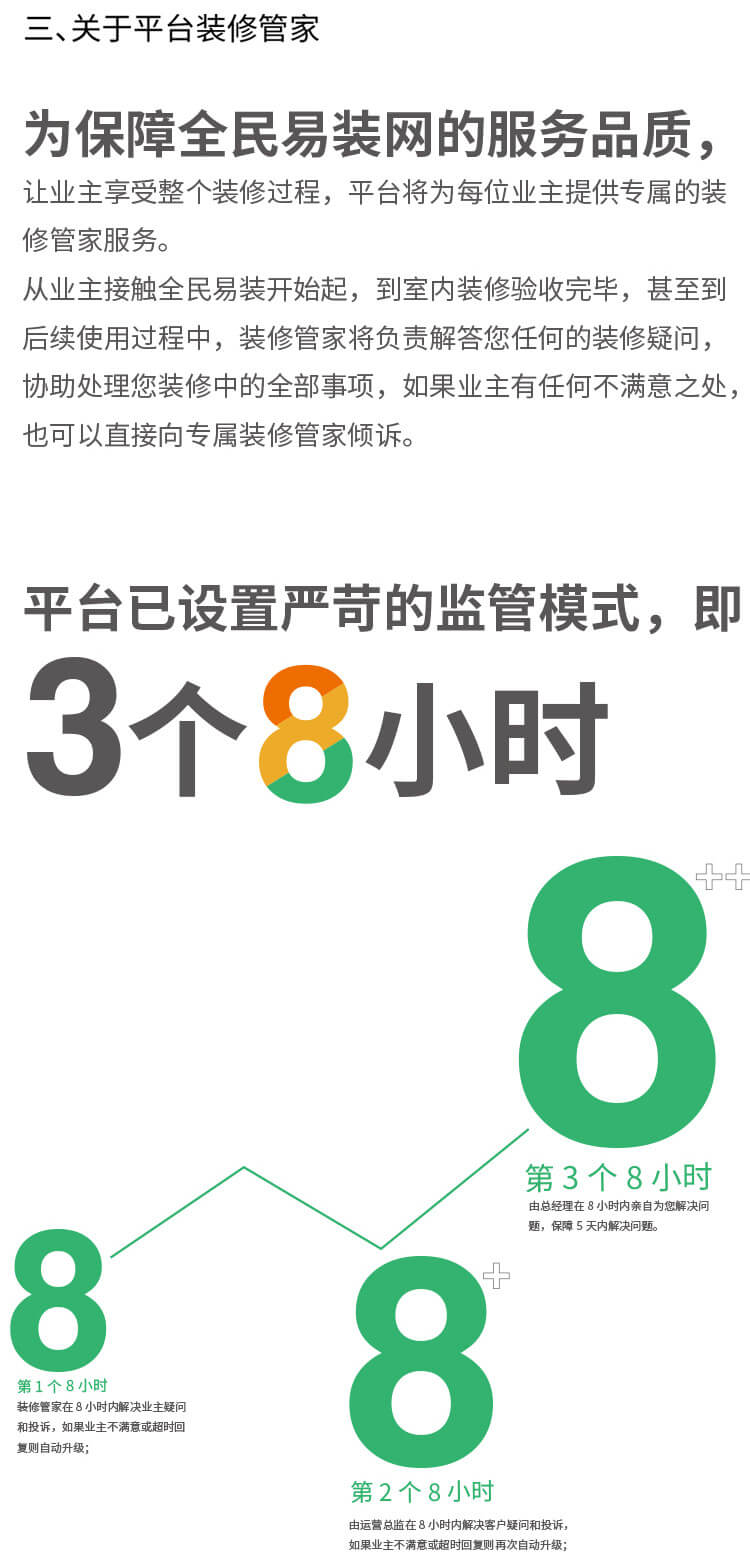 三、关于平台装修管家
为保障全民易装网的服务品质，
让业主享受整个装修过程，平台将为每位业主提供专属的装
修管家服务。
从业主接触全民易装开始起，到室内装修验收完毕，甚至到
后续使用过程中，装修管家将负责解答您任何的装修疑问，
协助处理您装修中的全部事项，如果业主有任何不满意之处，
也可以直接向专属装修管家倾诉。
平台已设置严苛的监管模式，即
3个8小时
8++
第 3 个 8 小时
由总经理在 8 小时内亲自为您解决问
题，保障 5 天内解决问题。
8
第 1 个 8 小时
装修管家在 8 小时内解决业主疑问
和投诉，如果业主不满意或超时回
复则自动升级；
8+
第 2 个 8 小时
由运营总监在 8 小时内解决客户疑问和投诉，
如果业主不满意或超时回复则再次自动升级；